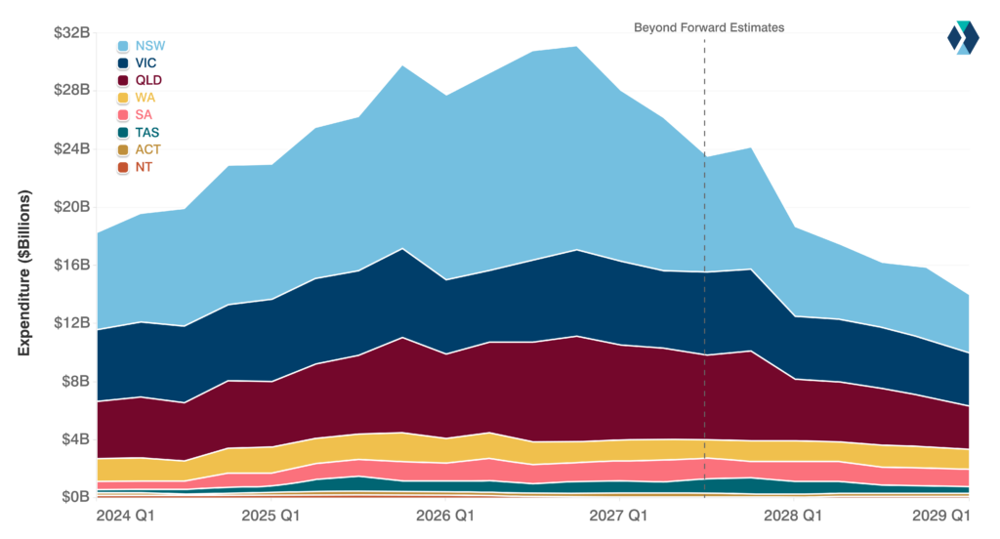 Beyond Forward Estimates
$32B
$28B
$24B
$20B
$16B
$12B
$8B
$4B
$0B
Expenditure ($Billions)
NSW
VIC
QLD
WA
SA
TAS
ACT
NT
2024 Q1
2025 Q1
2026 Q1
2027 Q1
2028 Q1
2029 Q1